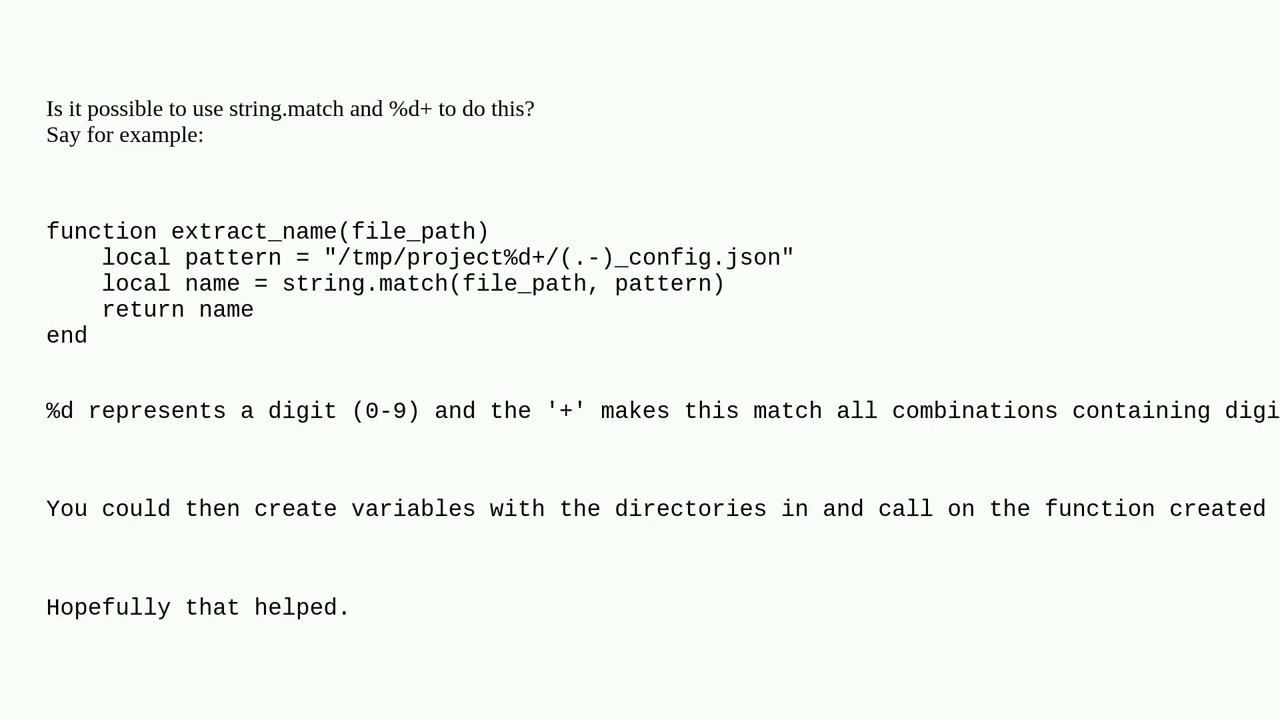 Is it possible to use string.match and %d+ to do this?
Say for example:
function extract_name(file_path)
    local pattern = "/tmp/project%d+/(.-)_config.json"
    local name = string.match(file_path, pattern)
    return name
end
%d represents a digit (0-9) and the '+' makes this match all combinations containing
You could then create variables with the directories in and call on the function created
Hopefully that helped.